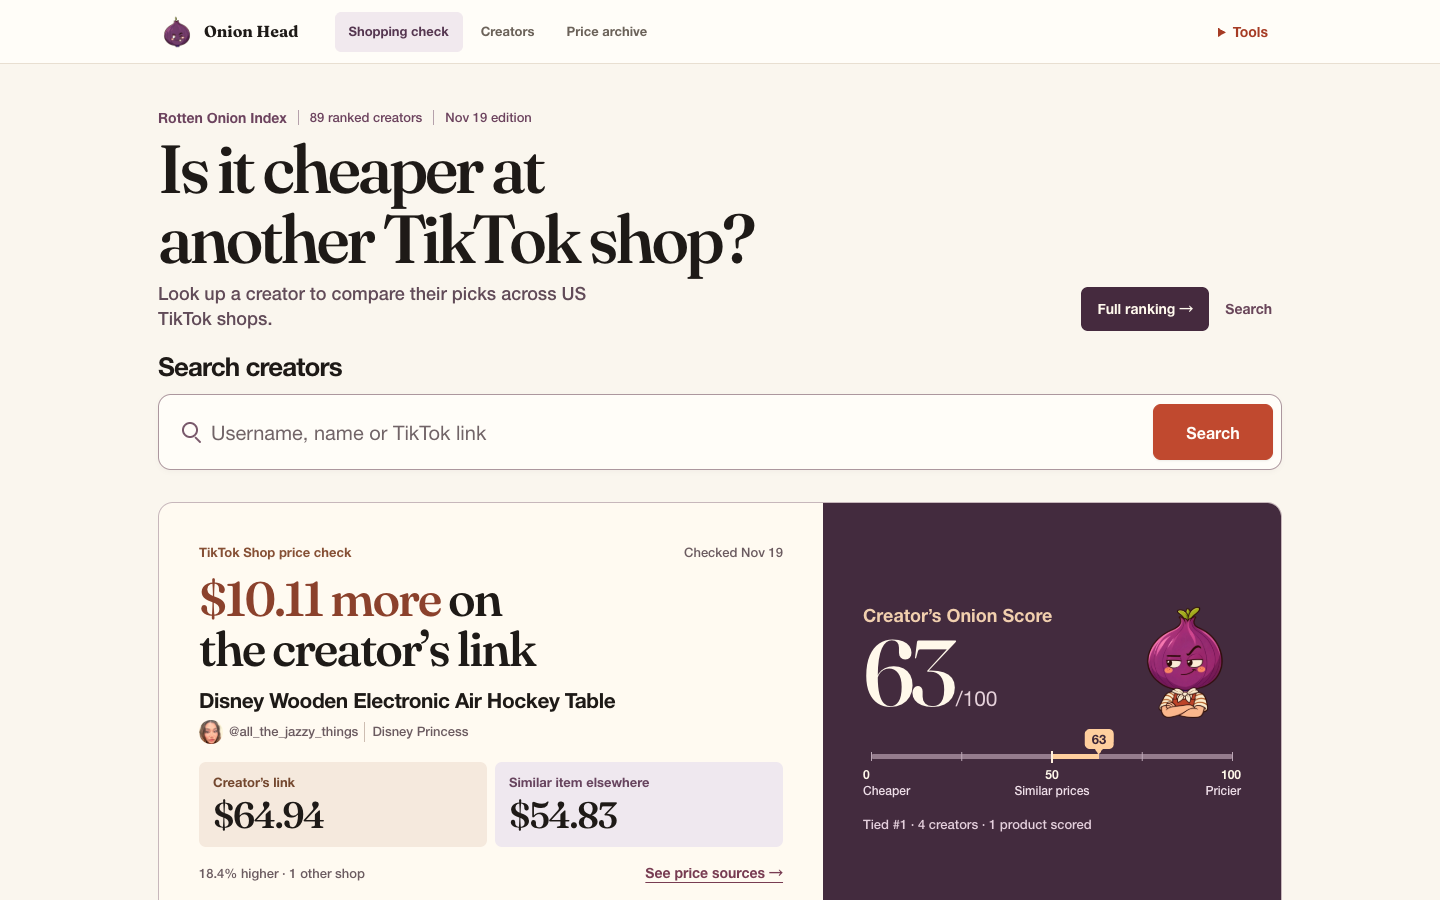 Onion Head
Shopping check
Creators
Price archive
Tools
Rotten Onion Index
89 ranked creators
Nov 19 edition
Is it cheaper at
another TikTok shop?
Look up a creator to compare their picks across US
TikTok shops.
Full ranking →
Search
Search creators
Username, name or TikTok link
Search
TikTok Shop price check
Checked Nov 19
$10.11 more on
the creator’s link
Disney Wooden Electronic Air Hockey Table
@all_the_jazzy_things
Disney Princess
Creator’s link
$64.94
Similar item elsewhere
$54.83
18.4% higher · 1 other shop
See price sources →
Creator’s Onion Score
63/100
63
0
50
100
Cheaper
Similar prices
Pricier
Tied #1 · 4 creators · 1 product scored